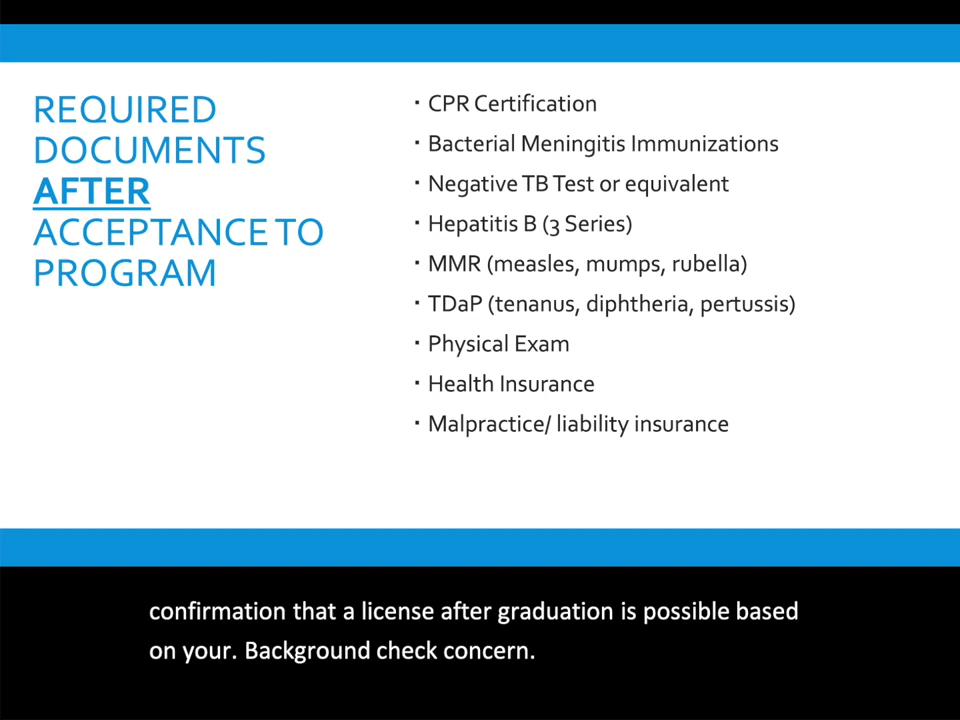 REQUIRED
DOCUMENTS
AFTER
ACCEPTANCE TO
PROGRAM
▪ CPR Certification
▪ Bacterial Meningitis Immunizations
▪ Negative TB Test or equivalent
▪ Hepatitis B (3 Series)
▪ MMR (measles, mumps, rubella)
▪ TDaP (tenanus, diphtheria, pertussis)
▪ Physical Exam
▪ Health Insurance
▪ Malpractice/ liability insurance
confirmation that a license after graduation is possible based
on your. Background check concern.